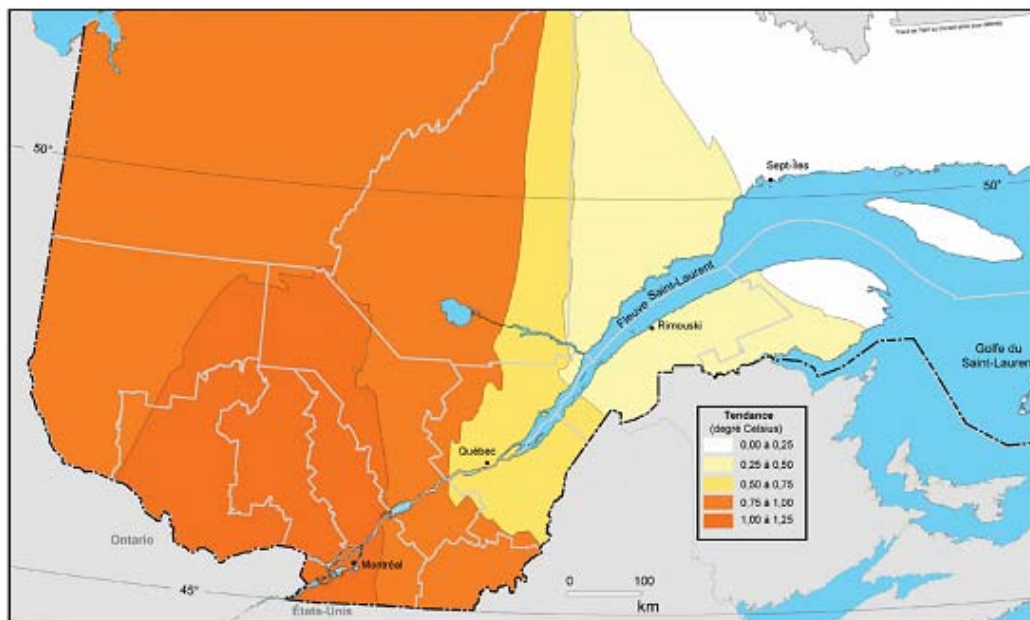 50°
Sept-Îles
50°
Fleuve Saint-Laurent
Rimouski
Golfe du
Saint-Laurent
Tendance
(degré Celsius)
0,00 à 0,25
0,25 à 0,50
0,50 à 0,75
0,75 à 1,00
1,00 à 1,25
Québec
Ontario
Montréal
45°
États-Unis
0 100
km